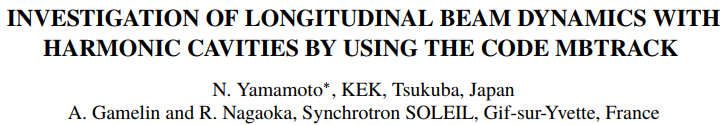 INVESTIGATION OF LONGITUDINAL BEAM DYNAMICS WITH
HARMONIC CAVITIES BY USING THE CODE MBTRACK
N. Yamamoto*, KEK, Tsukuba, Japan
A. Gamelin and R. Nagaoka, Synchrotron SOLEIL, Gif-sur-Yvette, France